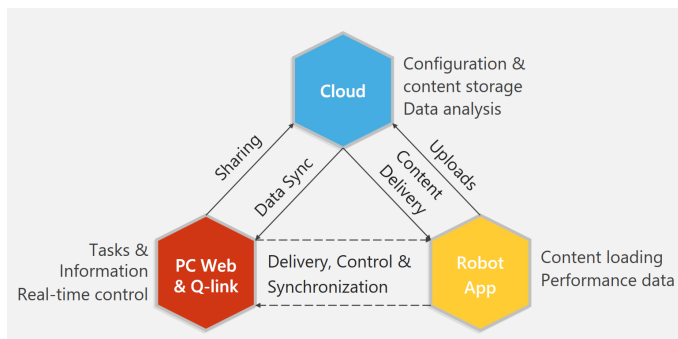 Cloud
Configuration &
content storage
Data analysis
Sharing
Data Sync
Content
Delivery
Uploads
Tasks &
Information
Real-time control
PC Web
& Q-link
Delivery, Control &
Synchronization
Robot
App
Content loading
Performance data